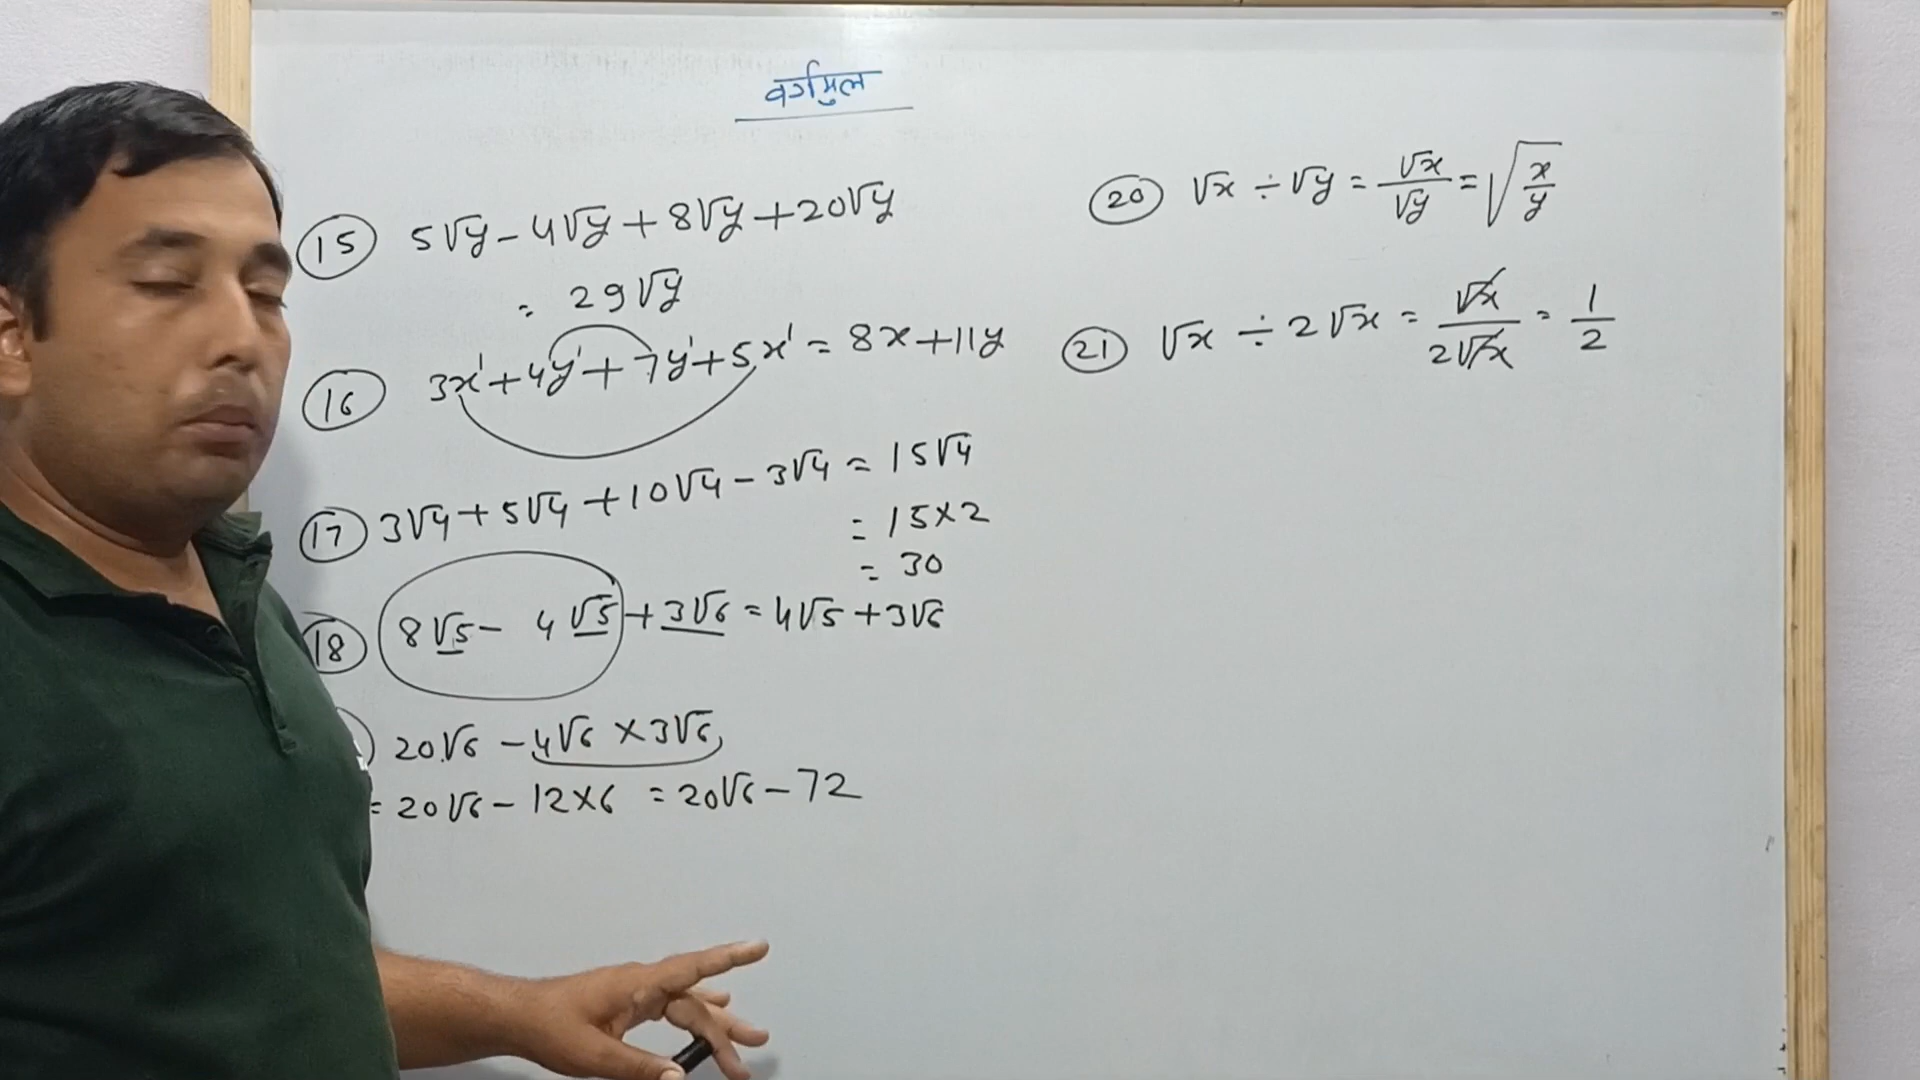 वर्गमुल
(15) 5√y - 4√y + 8√y + 20√y
= 29√y
(16) 3x' + 4y' + 7y' + 5x' = 8x + 11y
(17) 3√4 + 5√4 + 10√4 - 3√4 = 15√4
= 15 × 2
= 30
(18) 8√5 - 4√5 + 3√6 = 4√5 + 3√6
20√6 - 4√6 × 3√6
= 20√6 - 12×6 = 20√6 - 72
(20) √x ÷ √y = √x/√y = √(x/y)
(21) √x ÷ 2√x = √x/2√x = 1/2